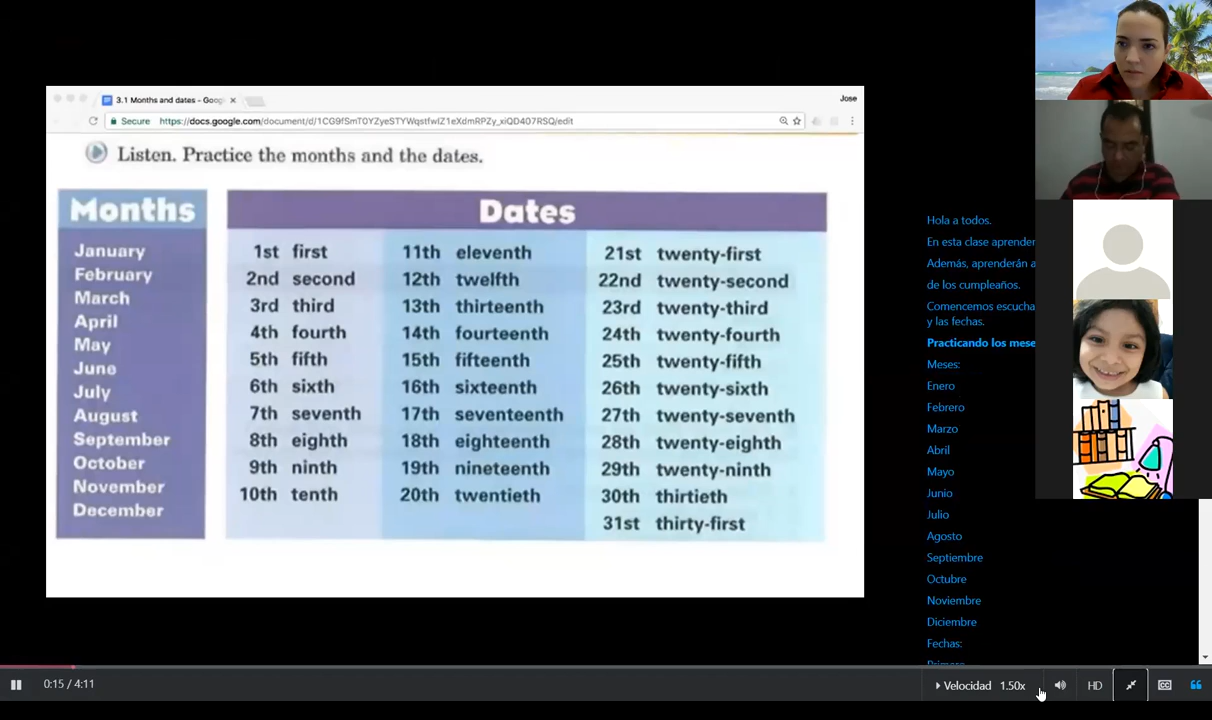 3.1 Months and dates - Goog
Jose
Secure https://docs.google.com/document/d/1CG9fSmT0YZyeSTYWqstfwIZ1eXdmRPZy_xiQD407RSQ/edit
Listen. Practice the months and the dates.
Months
January
February
March
April
May
June
July
August
September
October
November
December
Dates
1st first
2nd second
3rd third
4th fourth
5th fifth
6th sixth
7th seventh
8th eighth
9th ninth
10th tenth
11th eleventh
12th twelfth
13th thirteenth
14th fourteenth
15th fifteenth
16th sixteenth
17th seventeenth
18th eighteenth
19th nineteenth
20th twentieth
21st twenty-first
22nd twenty-second
23rd twenty-third
24th twenty-fourth
25th twenty-fifth
26th twenty-sixth
27th twenty-seventh
28th twenty-eighth
29th twenty-ninth
30th thirtieth
31st thirty-first
Hola a todos.
En esta clase aprender
Además, aprenderán a
de los cumpleaños.
Comencemos escucha
y las fechas.
Practicando los mese
Meses:
Enero
Febrero
Marzo
Abril
Mayo
Junio
Julio
Agosto
Septiembre
Octubre
Noviembre
Diciembre
Fechas:
Primero
0:15 / 4:11
Velocidad 1.50x
HD
CC